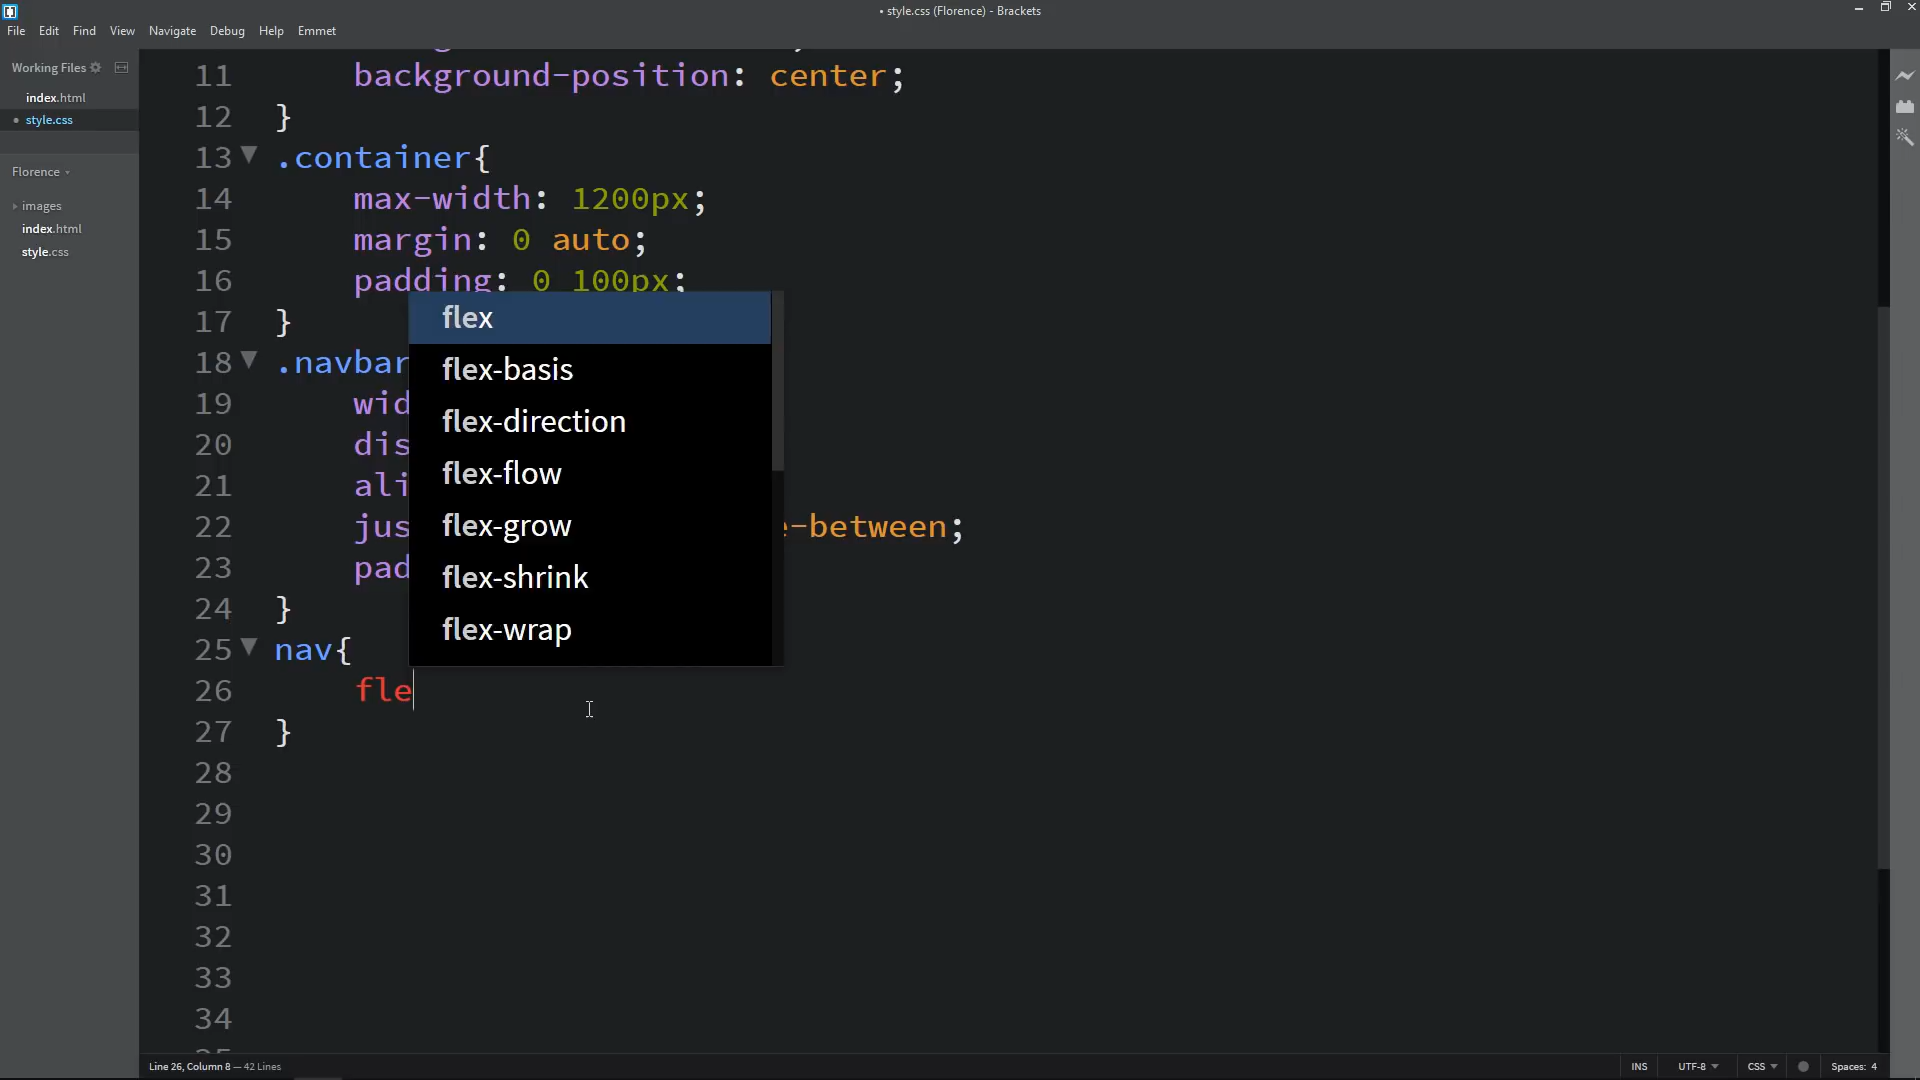 • style.css (Florence) - Brackets
File Edit Find View Navigate Debug Help Emmet
Working Files
index.html
• style.css
Florence
images
index.html
style.css
11 background-position: center;
12 }
13 .container{
14 max-width: 1200px;
15 margin: 0 auto;
16 padding: 0 100px;
17 }
18 .navbar
19 wid
20 dis
21 ali
22 jus e-between;
23 pad
24 }
25 nav{
26 fle
27 }
28
29
30
31
32
33
34
flex
flex-basis
flex-direction
flex-flow
flex-grow
flex-shrink
flex-wrap
Line 26, Column 8 — 42 Lines
INS UTF-8 CSS Spaces: 4